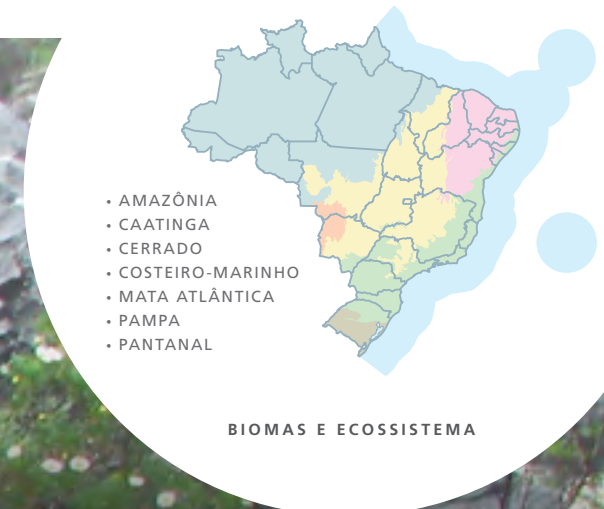 • AMAZÔNIA
• CAATINGA
• CERRADO
• COSTEIRO-MARINHO
• MATA ATLÂNTICA
• PAMPA
• PANTANAL
BIOMAS E ECOSSISTEMA